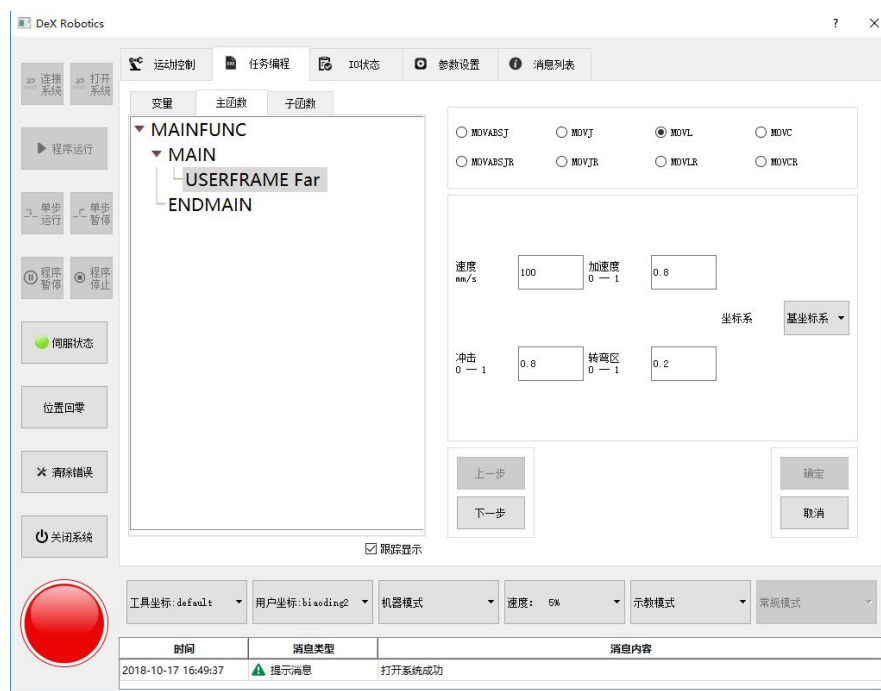 DeX Robotics
连接系统 打开系统
程序运行
单步运行 单步暂停
程序暂停 程序停止
伺服状态
位置回零
清除错误
关闭系统
运动控制 任务编程 IO状态 参数设置 消息列表
变量 主函数 子函数
MAINFUNC
MAIN
USERFRAME Far
ENDMAIN
跟踪显示
MOVABSJ MOVJ MOVL MOVC
MOVABSJR MOVJR MOVLR MOVCR
速度 mm/s 100 加速度 0 — 1 0.8
坐标系 基坐标系
冲击 0 — 1 0.8 转弯区 0 — 1 0.2
上一步 确定
下一步 取消
工具坐标:default 用户坐标:biaoding2 机器模式 速度： 5% 示教模式 常规模式
时间 消息类型 消息内容
2018-10-17 16:49:37 提示消息 打开系统成功